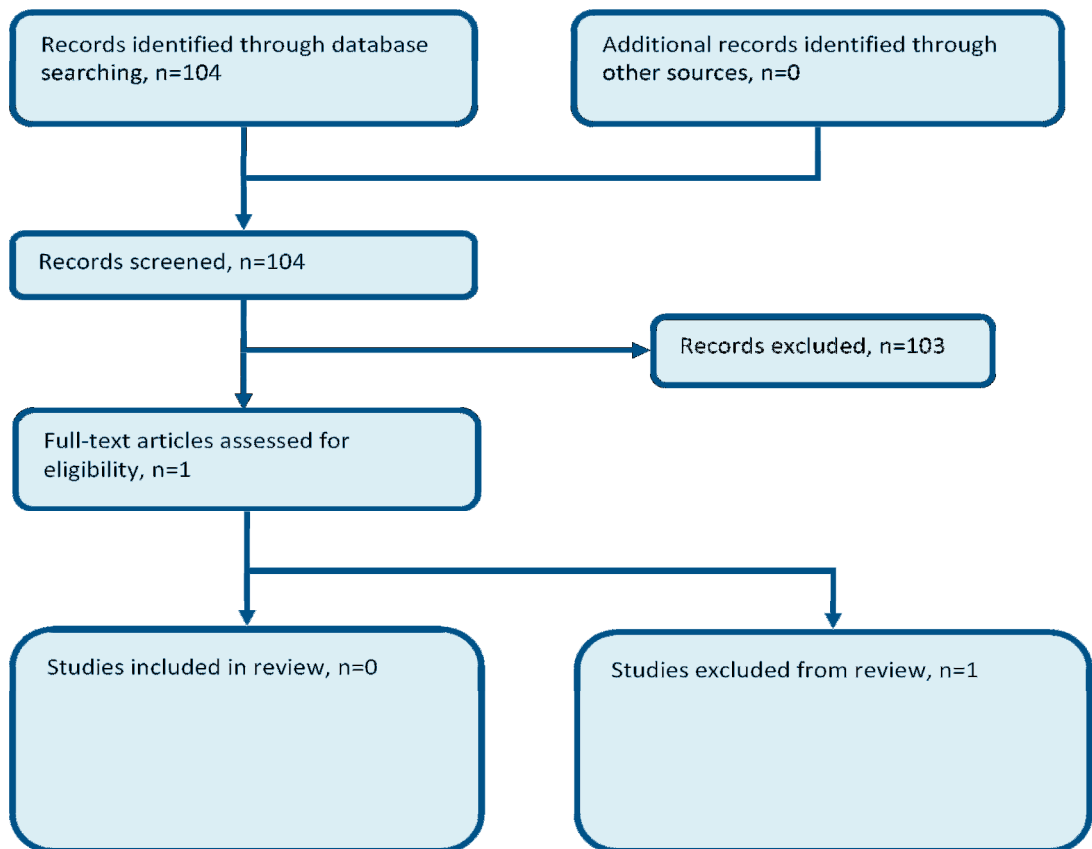 Records identified through database
searching, n=104
Additional records identified through
other sources, n=0
Records screened, n=104
Records excluded, n=103
Full-text articles assessed for
eligibility, n=1
Studies included in review, n=0
Studies excluded from review, n=1